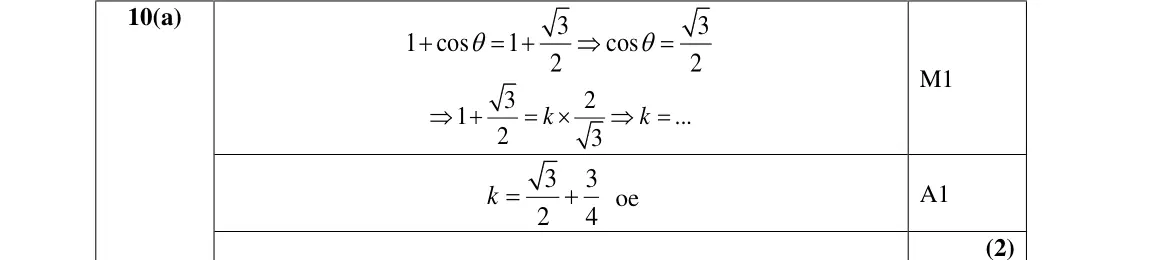 10(a)
1 + cos θ = 1 + √3/2 ⇒ cos θ = √3/2
⇒ 1 + √3/2 = k × 2/√3 ⇒ k = ...
M1
k = √3/2 + 3/4 oe
A1
(2)